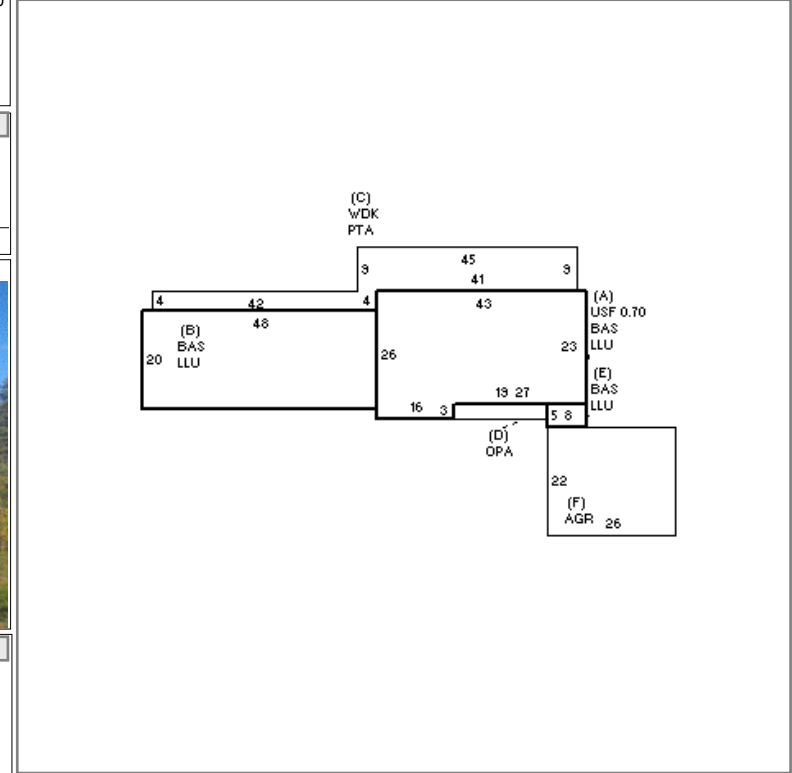 (C)
WDK
PTA
45
9
9
41
4
42
4
43
(A)
USF 0.70
BAS
LLU
48
(B)
BAS
LLU
20
26
23
(E)
BAS
LLU
19 27
16
3
5 8
(D)
OPA
22
(F)
AGR
26